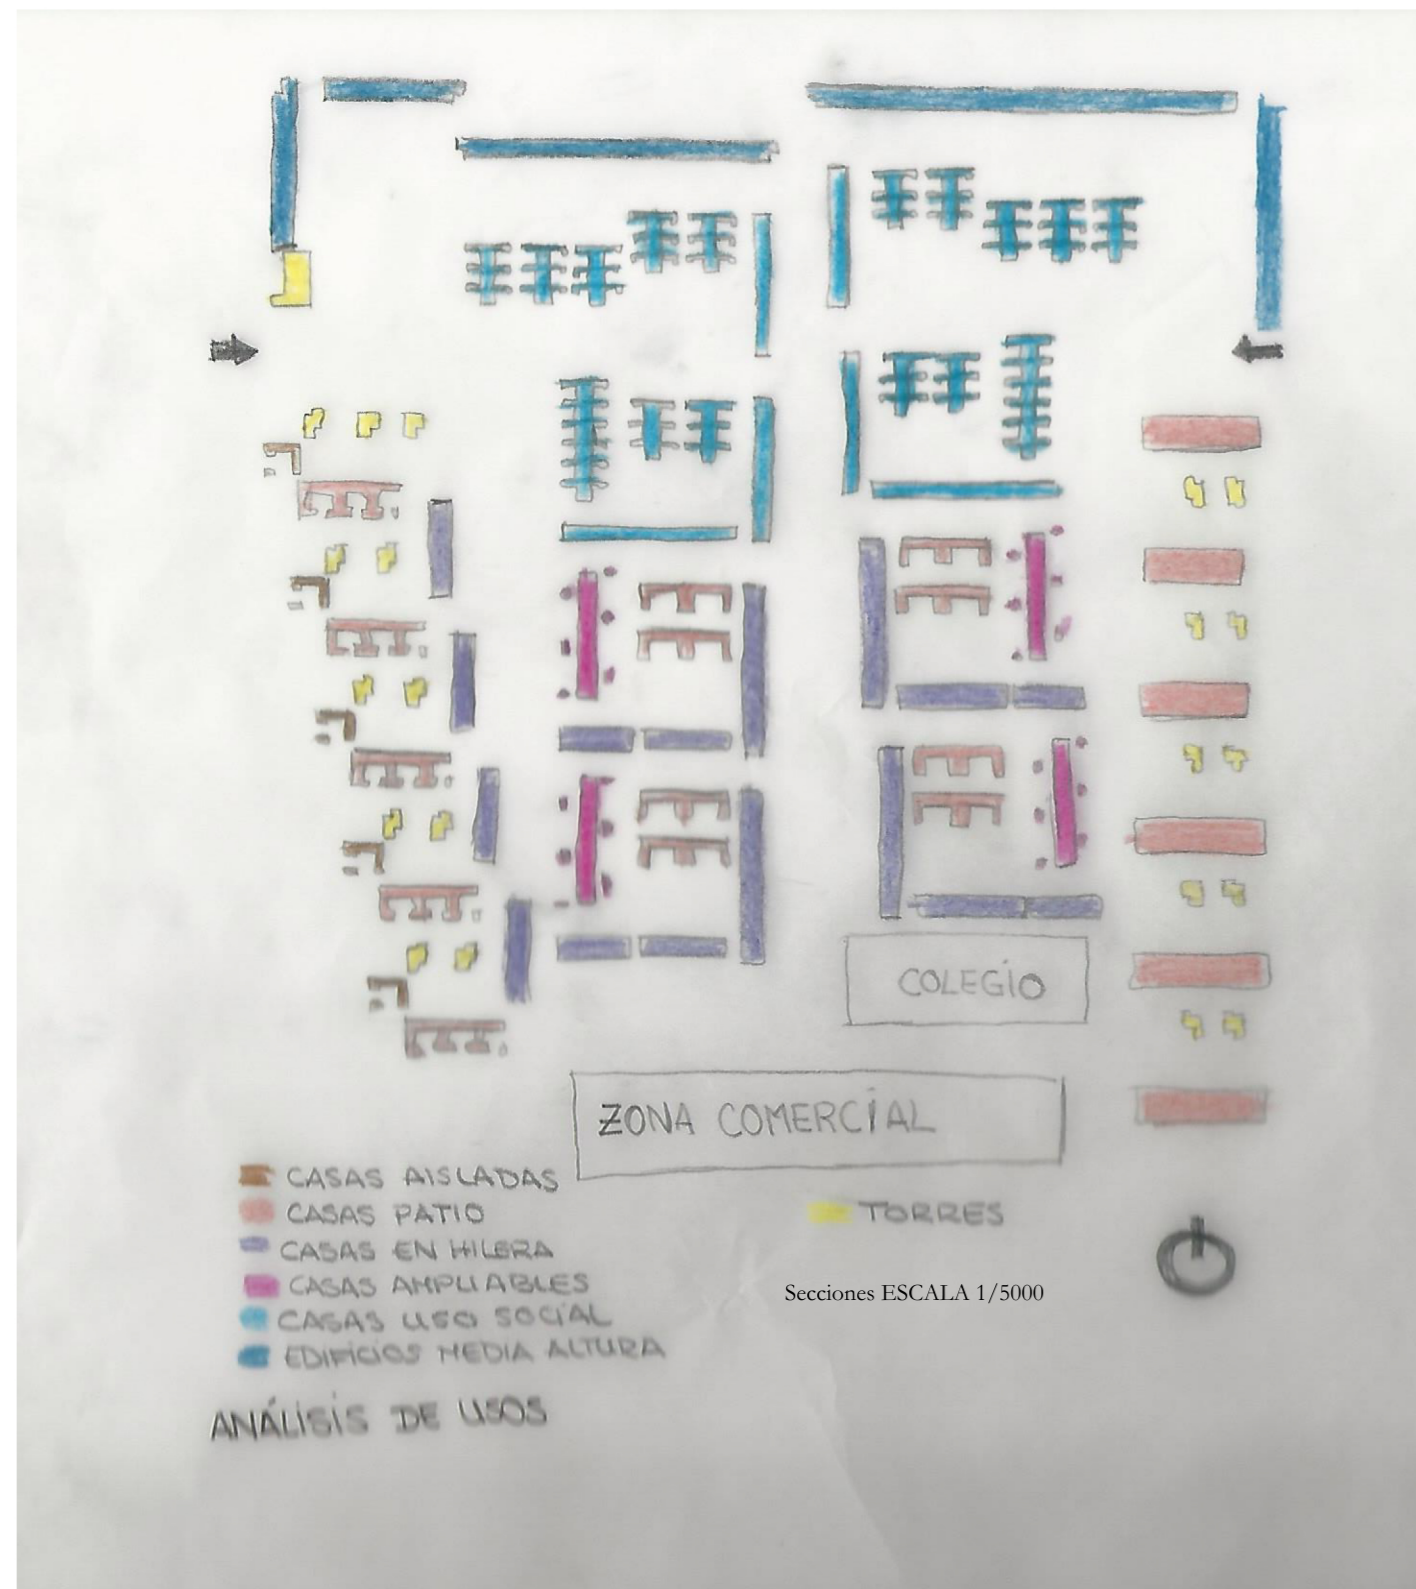 COLEGIO
ZONA COMERCIAL
CASAS AISLADAS
CASAS PATIO
CASAS EN HILERA
CASAS AMPLIABLES
CASAS USO SOCIAL
EDIFICIOS MEDIA ALTURA
TORRES
Secciones ESCALA 1/5000
ANÁLISIS DE USOS